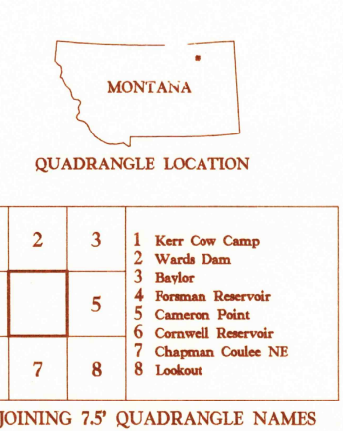 MONTANA
QUADRANGLE LOCATION
2 3
5
7 8
1 Kerr Cow Camp
2 Wards Dam
3 Baylor
4 Forsman Reservoir
5 Cameron Point
6 Cornwell Reservoir
7 Chapman Coulee NE
8 Lookout
JOINING 7.5' QUADRANGLE NAMES